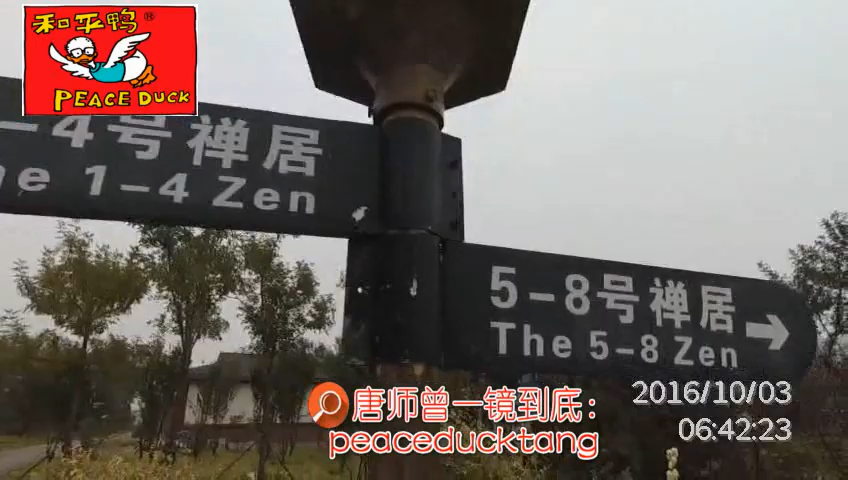 和平鸭®
PEACE DUCK
-4号禅居
he 1-4 Zen
5-8号禅居
The 5-8 Zen
唐师曾一镜到底:
peaceducktang
2016/10/03
06:42:23